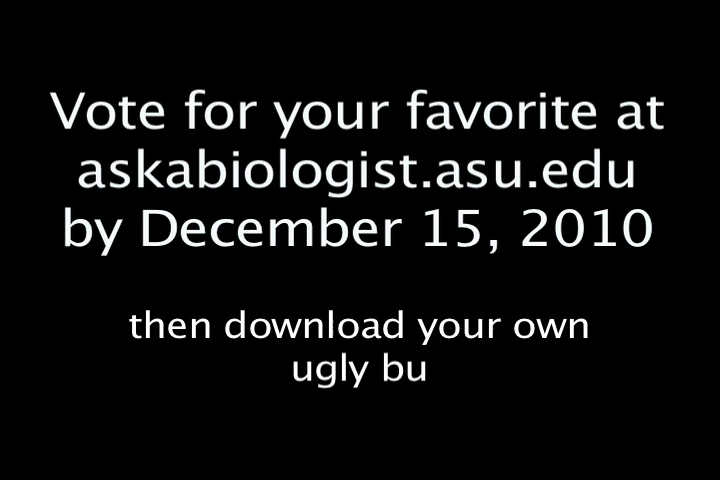 Vote for your favorite at
askabiologist.asu.edu
by December 15, 2010
then download your own
ugly bu